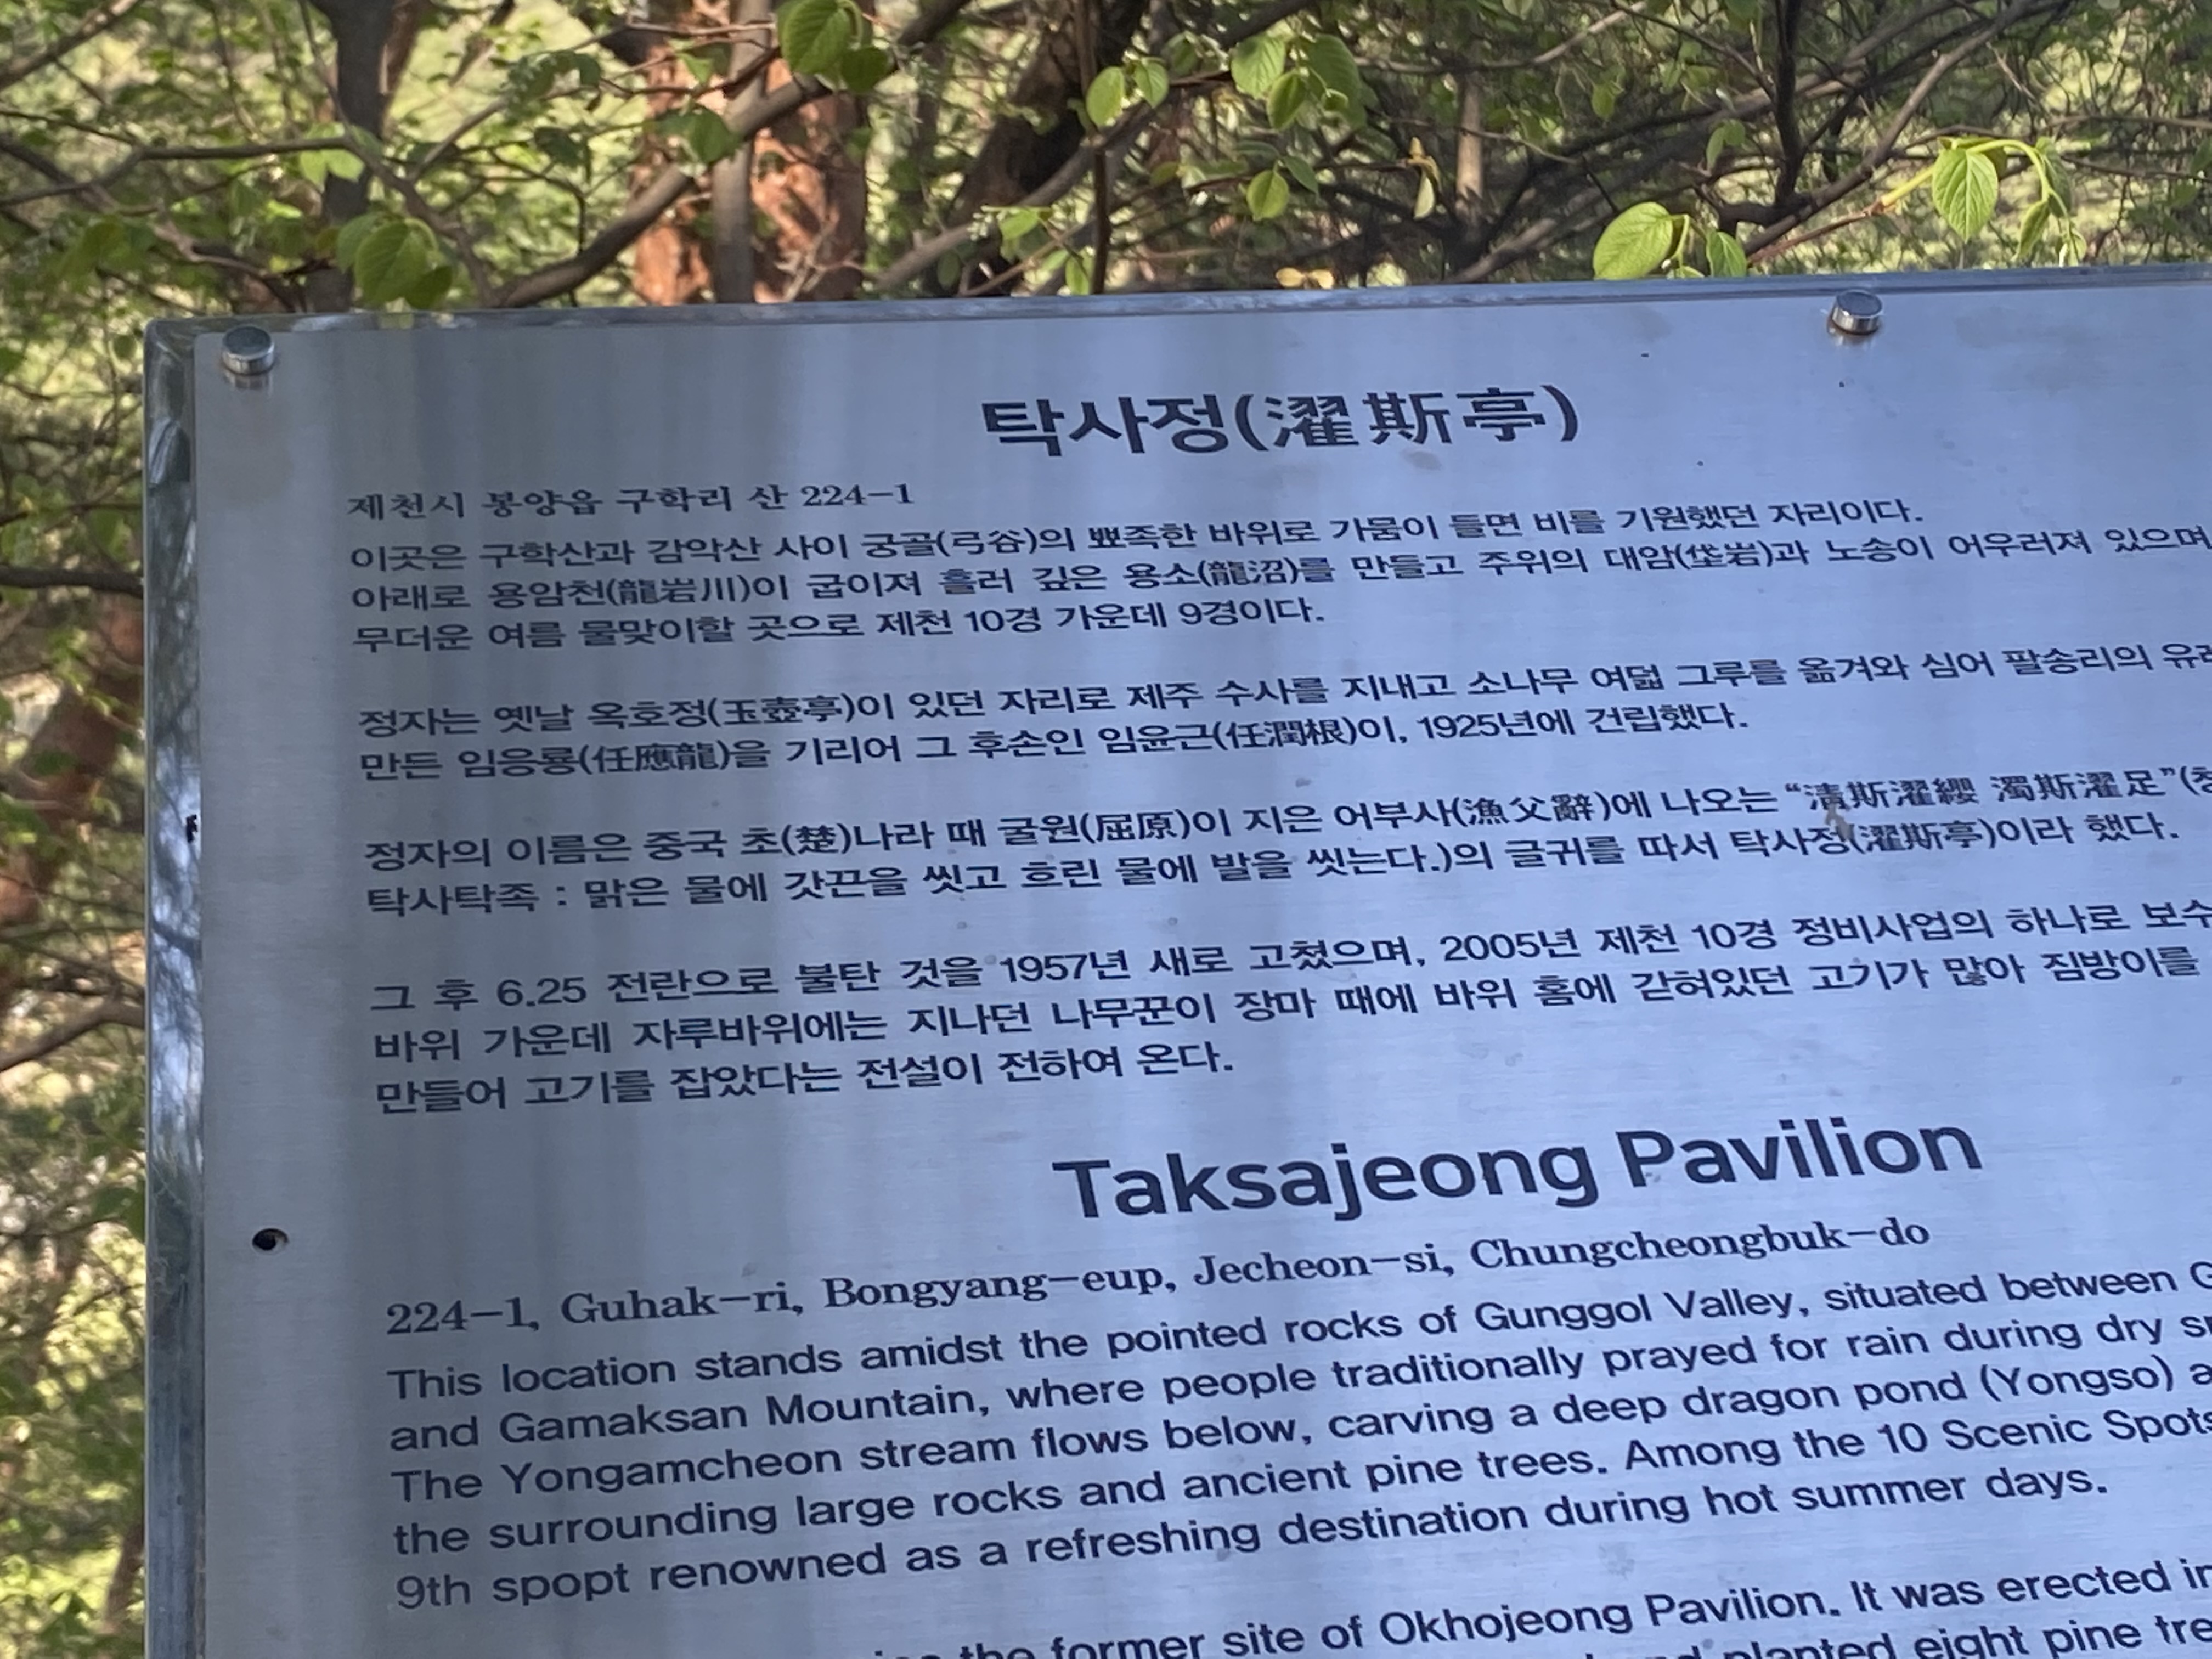 탁사정(濯斯亭)
제천시 봉양읍 구학리 산 224-1
이곳은 구학산과 감악산 사이 궁골(弓谷)의 뾰족한 바위로 가뭄이 들면 비를 기원했던 자리이다.
아래로 용암천(龍岩川)이 굽이져 흘러 깊은 용소(龍沼)를 만들고 주위의 대암(垈岩)과 노송이 어우러져 있으며
무더운 여름 물맞이할 곳으로 제천 10경 가운데 9경이다.
정자는 옛날 옥호정(玉壺亭)이 있던 자리로 제주 수사를 지내고 소나무 여덟 그루를 옮겨와 심어 팔송리의
만든 임응룡(任應龍)을 기리어 그 후손인 임윤근(任潤根)이, 1925년에 건립했다.
정자의 이름은 중국 초(楚)나라 때 굴원(屈原)이 지은 어부사(漁父辭)에 나오는 “淸斯濯纓 濁斯濯足”
탁사탁족 : 맑은 물에 갓끈을 씻고 흐린 물에 발을 씻는다.)의 글귀를 따서 탁사정(濯斯亭)이라 했다.
그 후 6.25 전란으로 불탄 것을 1957년 새로 고쳤으며, 2005년 제천 10경 정비사업의 하나로
바위 가운데 자루바위에는 지나던 나무꾼이 장마 때에 바위 홈에 갇혀있던 고기가 많아 짐방이를
만들어 고기를 잡았다는 전설이 전하여 온다.
Taksajeong Pavilion
224-1, Guhak-ri, Bongyang-eup, Jecheon-si, Chungcheongbuk-do
This location stands amidst the pointed rocks of Gunggol Valley, situated between
and Gamaksan Mountain, where people traditionally prayed for rain during dry
The Yongamcheon stream flows below, carving a deep dragon pond (Yongso)
the surrounding large rocks and ancient pine trees. Among the 10 Scenic Spots
9th spopt renowned as a refreshing destination during hot summer days.
the former site of Okhojeong Pavilion. It was erected in
planted eight pine